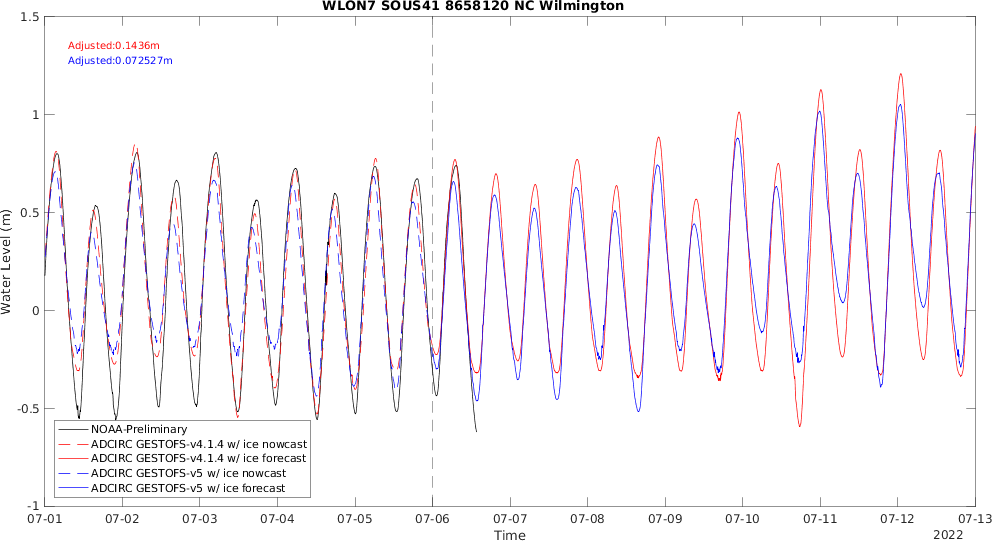 WLON7 SOUS41 8658120 NC Wilmington
1.5
Adjusted:0.1436m
Adjusted:0.072527m
1
0.5
0
-0.5
-1
Water Level (m)
NOAA-Preliminary
ADCIRC GESTOFS-v4.1.4 w/ ice nowcast
ADCIRC GESTOFS-v4.1.4 w/ ice forecast
ADCIRC GESTOFS-v5 w/ ice nowcast
ADCIRC GESTOFS-v5 w/ ice forecast
07-01 07-02 07-03 07-04 07-05 07-06 07-07 07-08 07-09 07-10 07-11 07-12 07-13
Time
2022